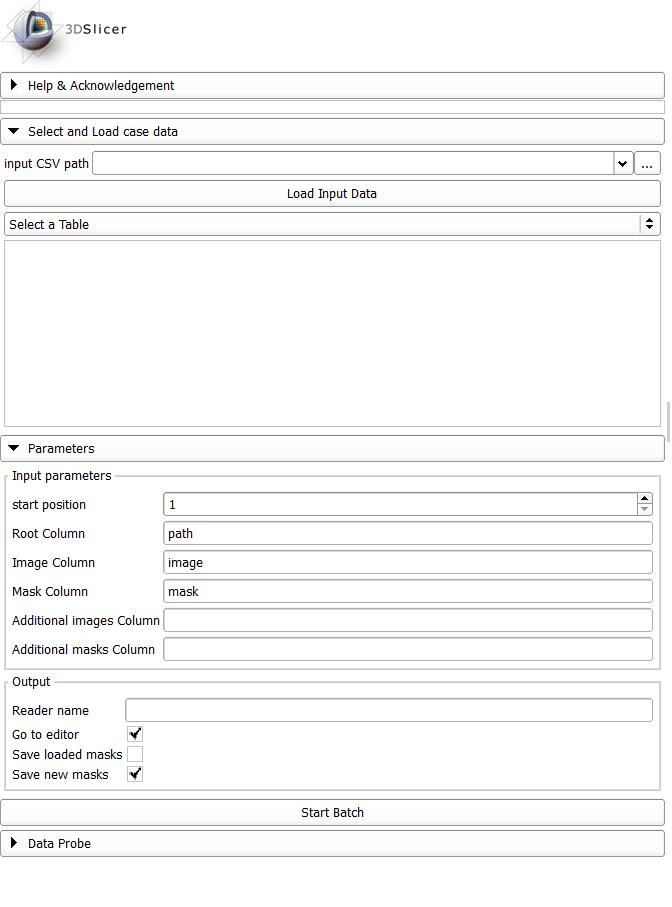 3DSlicer
Help & Acknowledgement
Select and Load case data
input CSV path
...
Load Input Data
Select a Table
Parameters
Input parameters
start position 1
Root Column path
Image Column image
Mask Column mask
Additional images Column
Additional masks Column
Output
Reader name
Go to editor
Save loaded masks
Save new masks
Start Batch
Data Probe